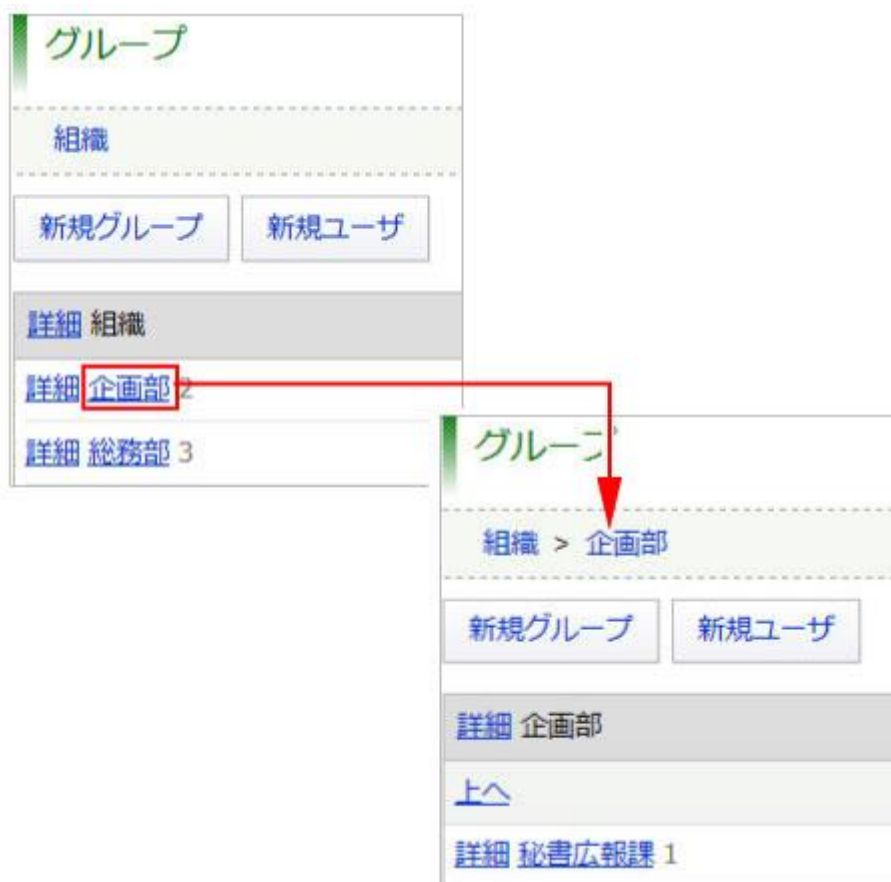 グループ
組織
新規グループ 新規ユーザ
詳細 組織
詳細 企画部 2
詳細 総務部 3
グループ
組織 > 企画部
新規グループ 新規ユーザ
詳細 企画部
上へ
詳細 秘書広報課 1